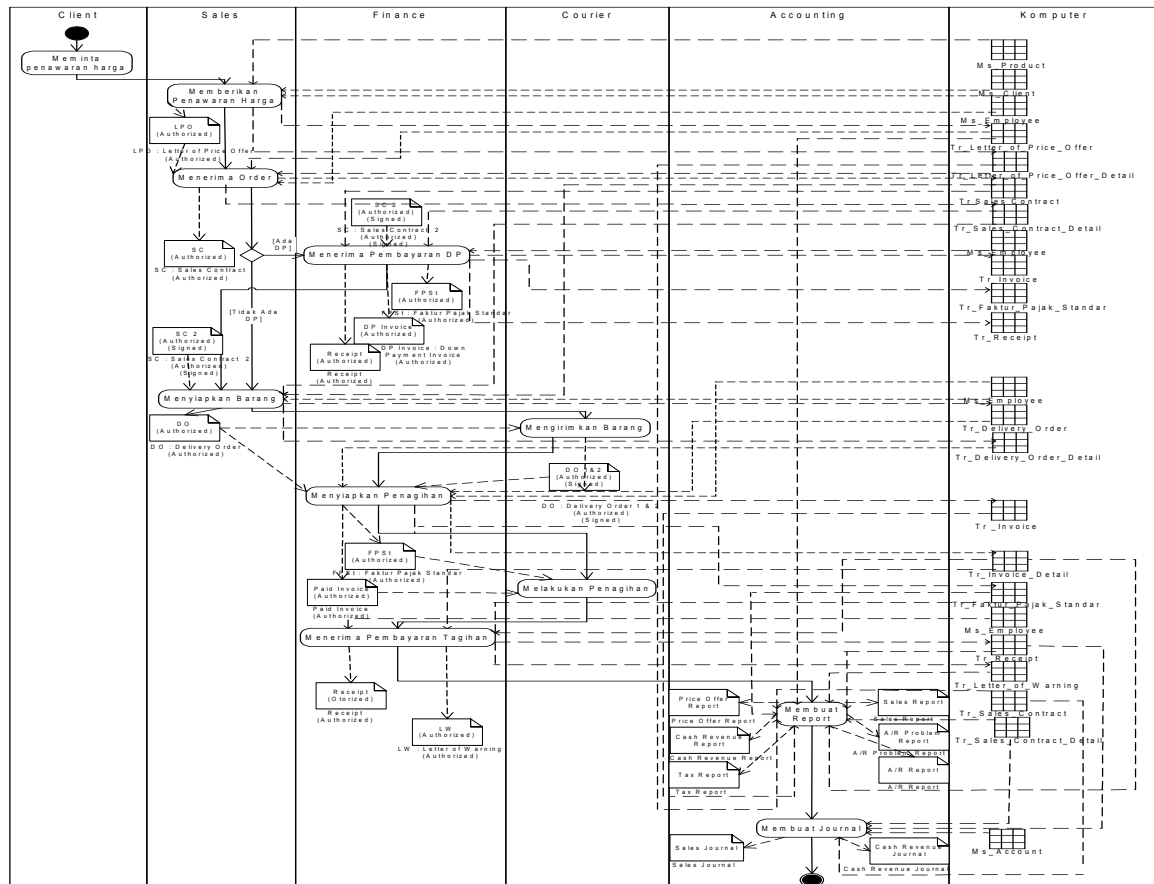 Client
Sales
Finance
Courier
Accounting
Komputer
Meminta
penawaran harga
Memberikan
Penawaran Harga
LPO
(Authorized)
LPO : Letter of Price Offer
(Authorized)
Menerima Order
SC
(Authorized)
SC : Sales Contract
(Authorized)
[Ada
DP]
[Tidak Ada
DP]
SC 2
(Authorized)
(Signed)
SC : Sales Contract 2
(Authorized)
(Signed)
Menerima Pembayaran DP
FPSt
(Authorized)
FPSt : Faktur Pajak Standar
(Authorized)
DP Invoice
(Authorized)
DP Invoice : Down
Payment Invoice
(Authorized)
Receipt
(Authorized)
Receipt
(Authorized)
SC 2
(Authorized)
(Signed)
SC : Sales Contract 2
(Authorized)
(Signed)
Menyiapkan Barang
DO
(Authorized)
DO : Delivery Order
(Authorized)
Mengirimkan Barang
DO 1&2
(Authorized)
(Signed)
DO : Delivery Order 1 & 2
(Authorized)
(Signed)
Menyiapkan Penagihan
FPSt
(Authorized)
FPSt : Faktur Pajak Standar
(Authorized)
Paid Invoice
(Authorized)
Paid Invoice
(Authorized)
Melakukan Penagihan
Menerima Pembayaran Tagihan
Receipt
(Otorized)
Receipt
(Authorized)
LW
(Authorized)
LW : Letter of Warning
(Authorized)
Price Offer
Report
Price Offer Report
Sales Report
Sales Report
Membuat
Report
Cash Revenue
Report
Cash Revenue Report
A/R Problem
Report
A/R Problem Report
Tax Report
Tax Report
A/R Report
A/R Report
Membuat Journal
Sales Journal
Sales Journal
Cash Revenue
Journal
Cash Revenue Journal
Ms_Product
Ms_Client
Ms_Employee
Tr_Letter_of_Price_Offer
Tr_Letter_of_Price_Offer_Detail
Tr_Sales_Contract
Tr_Sales_Contract_Detail
Ms_Employee
Tr_Invoice
Tr_Faktur_Pajak_Standar
Tr_Receipt
Ms_Employee
Tr_Delivery_Order
Tr_Delivery_Order_Detail
Tr_Invoice
Tr_Invoice_Detail
Tr_Faktur_Pajak_Standar
Ms_Employee
Tr_Receipt
Tr_Letter_of_Warning
Tr_Sales_Contract
Tr_Sales_Contract_Detail
Ms_Account